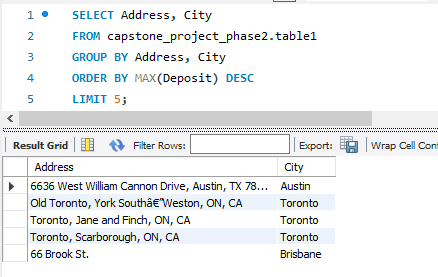 1 SELECT Address, City
2 FROM capstone_project_phase2.table1
3 GROUP BY Address, City
4 ORDER BY MAX(Deposit) DESC
5 LIMIT 5;
Result Grid Filter Rows: Export: Wrap Cell Cont
Address City
6636 West William Cannon Drive, Austin, TX 78... Austin
Old Toronto, York Southâ€"Weston, ON, CA Toronto
Toronto, Jane and Finch, ON, CA Toronto
Toronto, Scarborough, ON, CA Toronto
66 Brook St. Brisbane